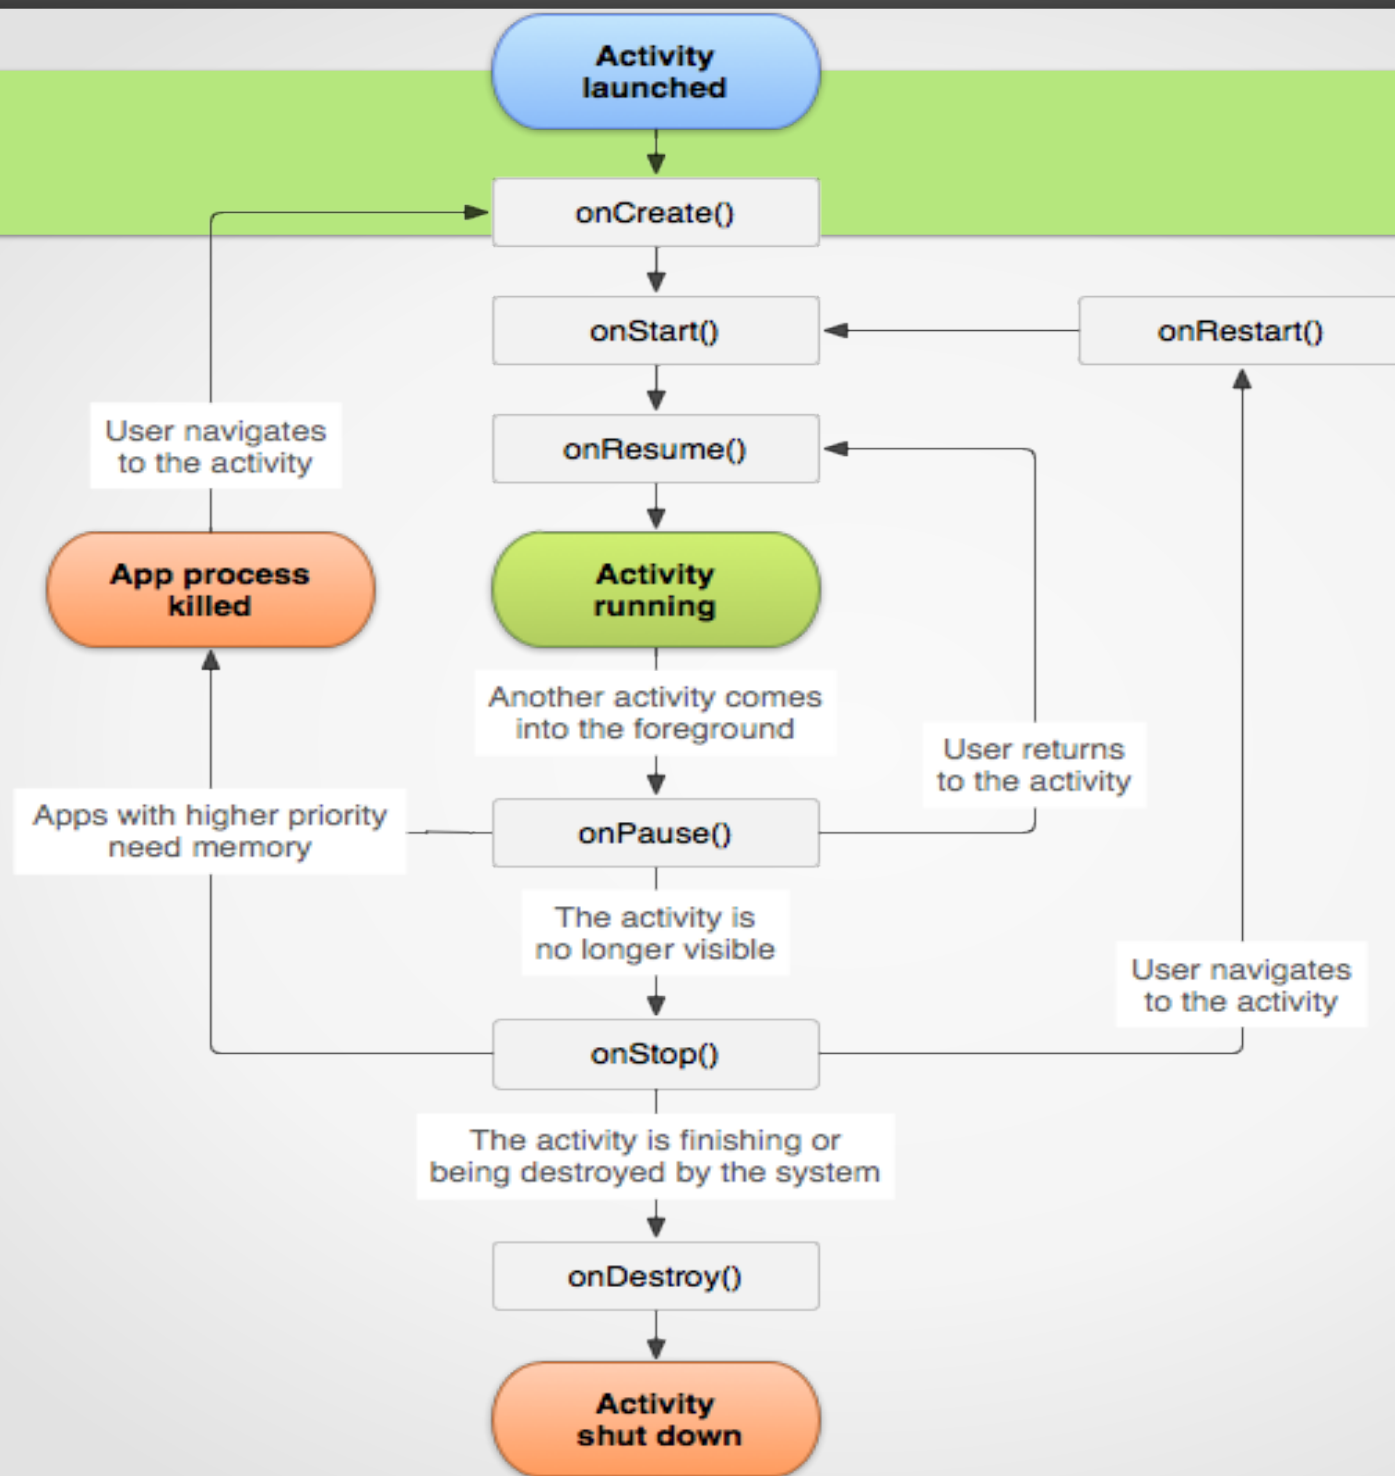 Activity
launched
onCreate()
onStart()
onRestart()
User navigates
to the activity
onResume()
App process
killed
Activity
running
Another activity comes
into the foreground
User returns
to the activity
Apps with higher priority
need memory
onPause()
The activity is
no longer visible
User navigates
to the activity
onStop()
The activity is finishing or
being destroyed by the system
onDestroy()
Activity
shut down